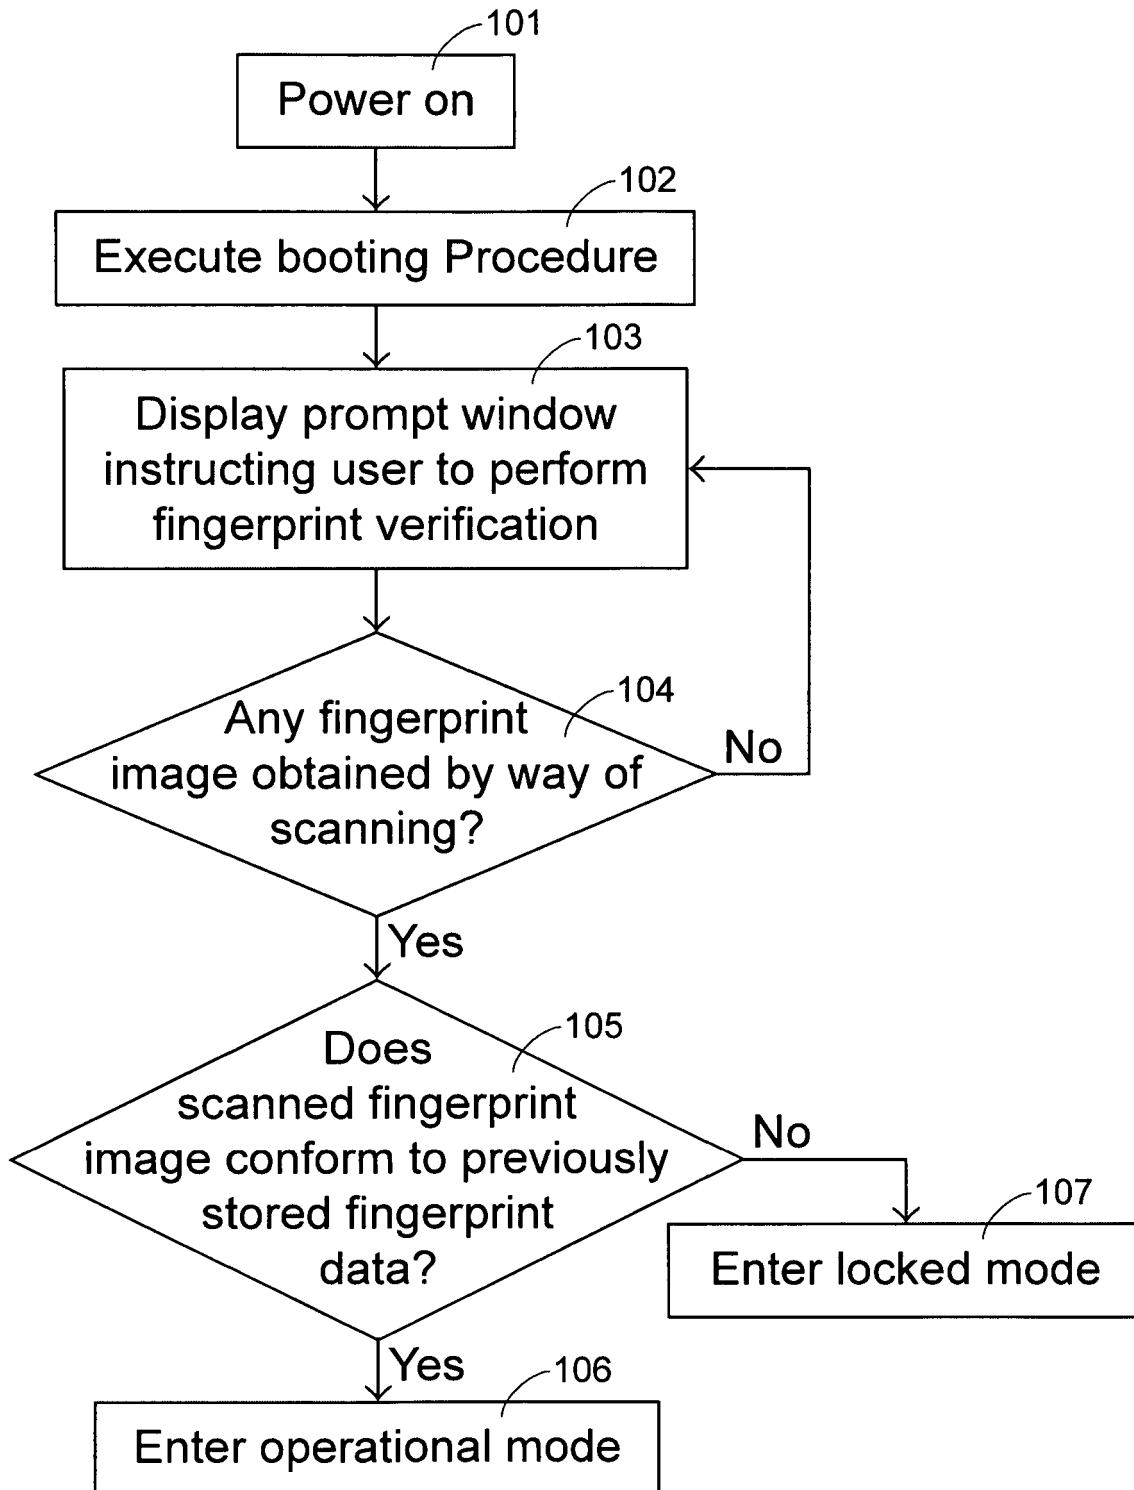 101
Power on
102
Execute booting Procedure
103
Display prompt window
instructing user to perform
fingerprint verification
104
Any fingerprint
image obtained by way of
scanning?
No
Yes
105
Does
scanned fingerprint
image conform to previously
stored fingerprint
data?
No
107
Enter locked mode
Yes
106
Enter operational mode